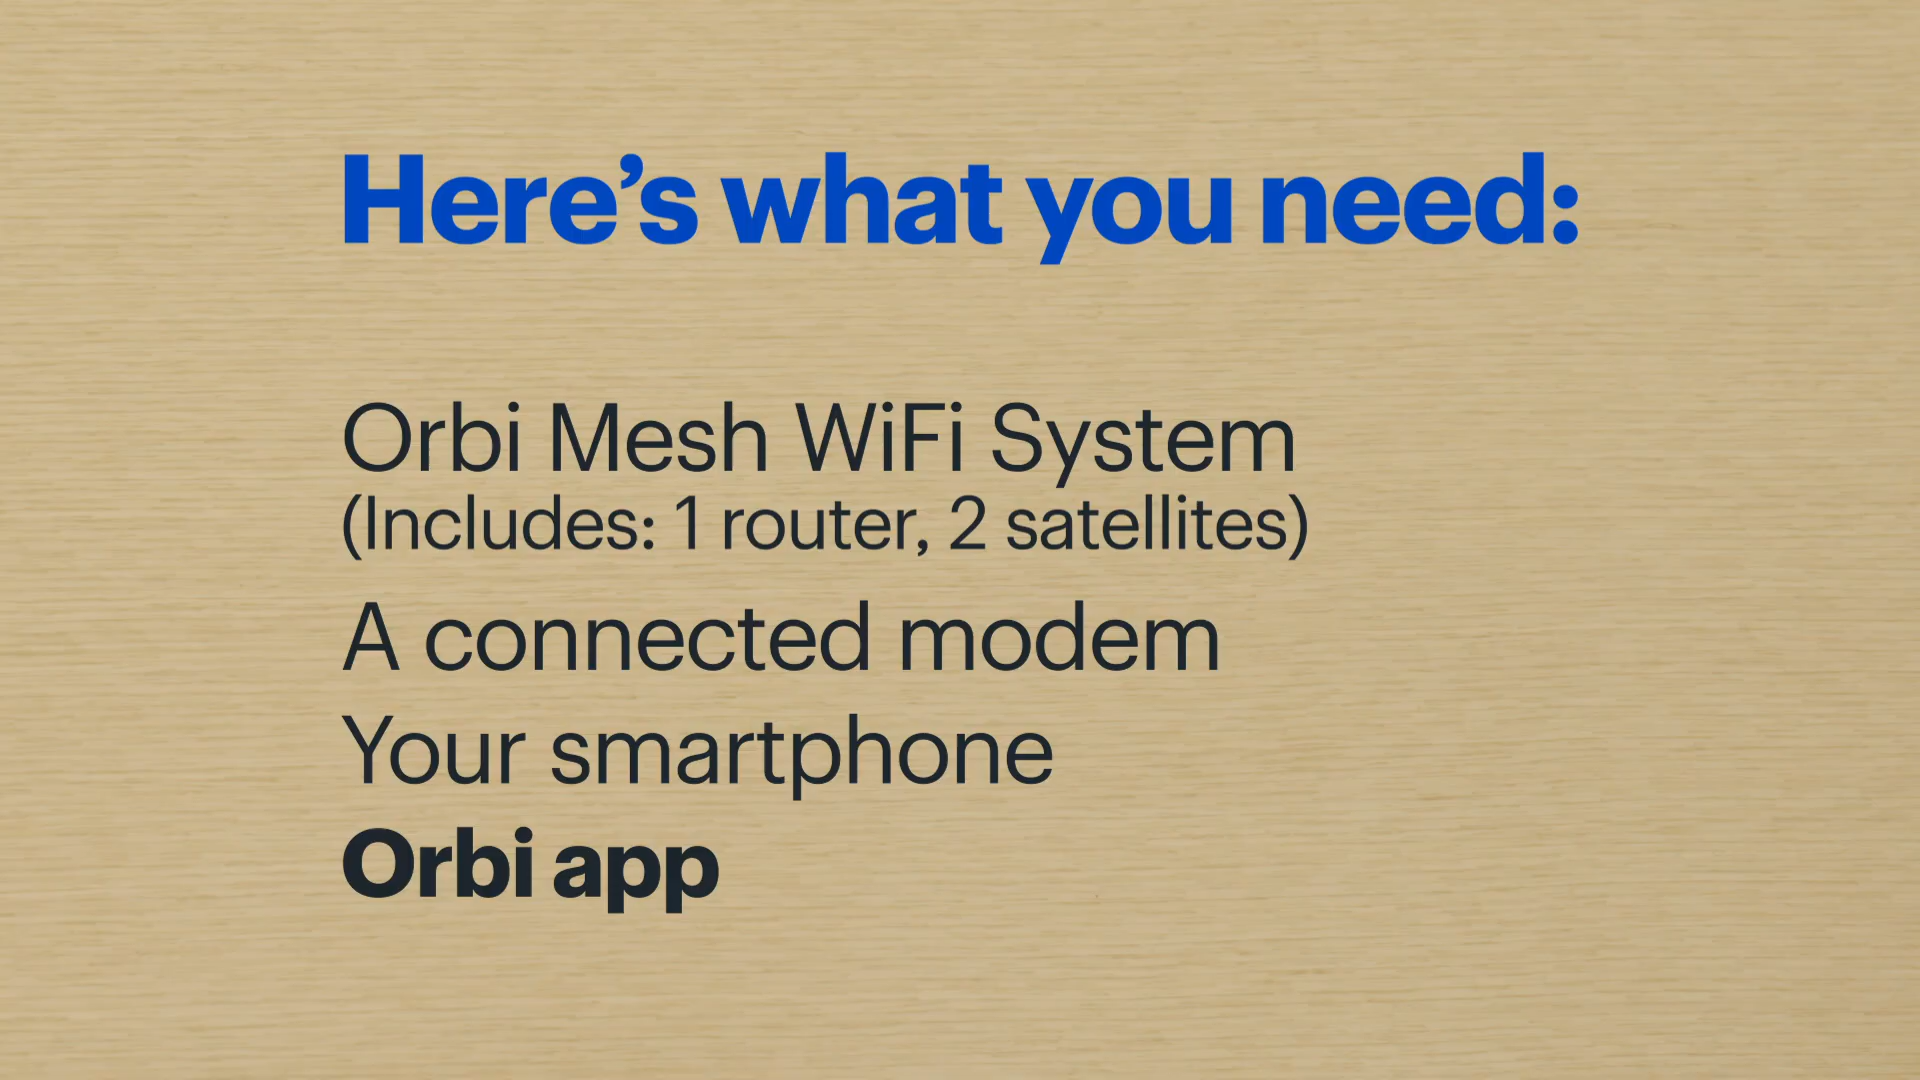 Here’s what you need:
Orbi Mesh WiFi System
(Includes: 1 router, 2 satellites)
A connected modem
Your smartphone
Orbi app